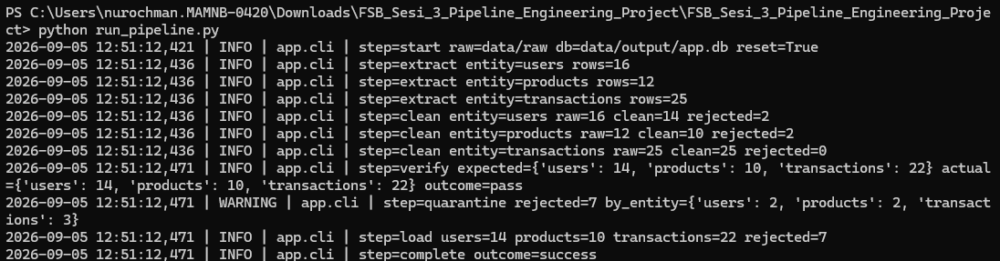 PS C:\Users\nurochman.MAMNB-0420\Downloads\FSB_Sesi_3_Pipeline_Engineering_Project\FSB_Sesi_3_Pipeline_Engineering_Proje
ct> python run_pipeline.py
2026-09-05 12:51:12,421 | INFO | app.cli | step=start raw=data/raw db=data/output/app.db reset=True
2026-09-05 12:51:12,436 | INFO | app.cli | step=extract entity=users rows=16
2026-09-05 12:51:12,436 | INFO | app.cli | step=extract entity=products rows=12
2026-09-05 12:51:12,436 | INFO | app.cli | step=extract entity=transactions rows=25
2026-09-05 12:51:12,436 | INFO | app.cli | step=clean entity=users raw=16 clean=14 rejected=2
2026-09-05 12:51:12,436 | INFO | app.cli | step=clean entity=products raw=12 clean=10 rejected=2
2026-09-05 12:51:12,436 | INFO | app.cli | step=clean entity=transactions raw=25 clean=25 rejected=0
2026-09-05 12:51:12,471 | INFO | app.cli | step=verify expected={'users': 14, 'products': 10, 'transactions': 22} actual
={'users': 14, 'products': 10, 'transactions': 22} outcome=pass
2026-09-05 12:51:12,471 | WARNING | app.cli | step=quarantine rejected=7 by_entity={'users': 2, 'products': 2, 'transact
ions': 3}
2026-09-05 12:51:12,471 | INFO | app.cli | step=load users=14 products=10 transactions=22 rejected=7
2026-09-05 12:51:12,471 | INFO | app.cli | step=complete outcome=success